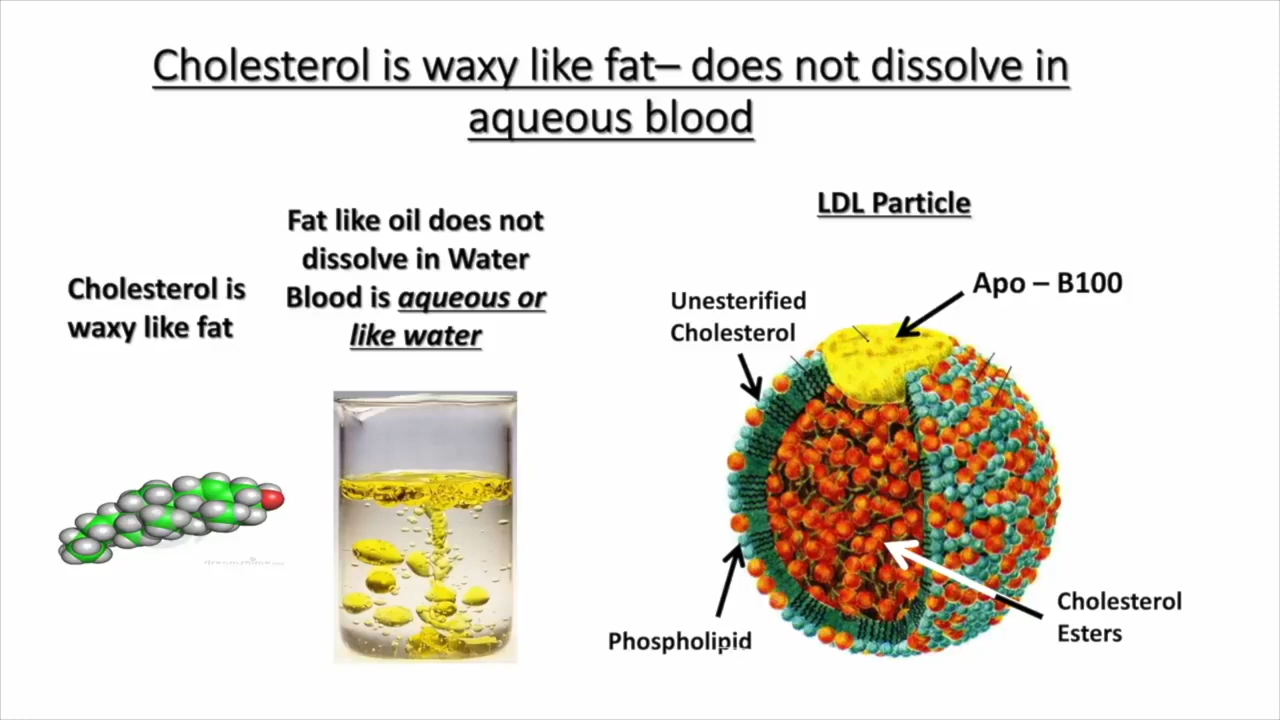 Cholesterol is waxy like fat– does not dissolve in
aqueous blood
Cholesterol is
waxy like fat
Fat like oil does not
dissolve in Water
Blood is aqueous or
like water
LDL Particle
Unesterified
Cholesterol
Apo – B100
Phospholipid
Cholesterol
Esters